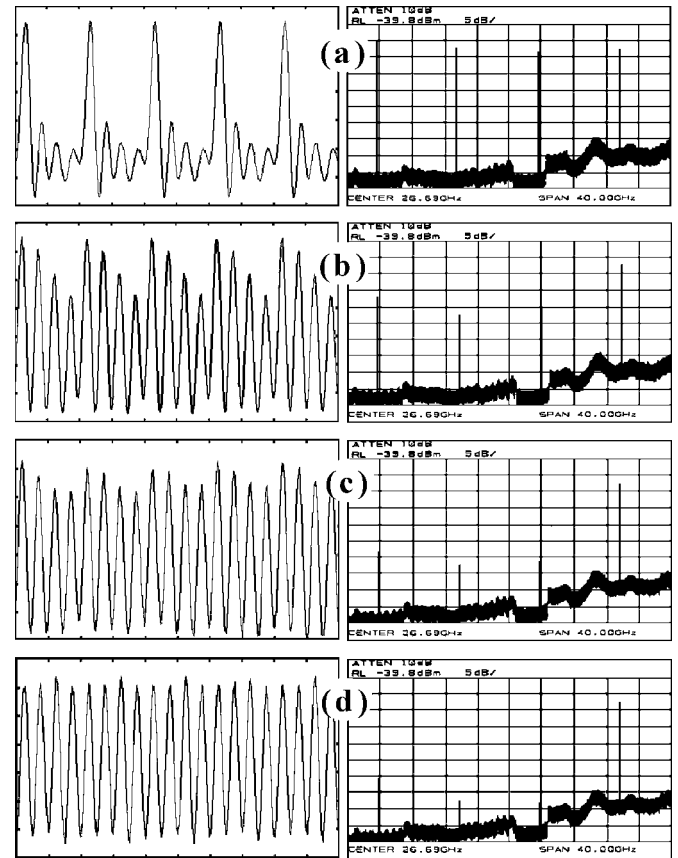 (a)
ATTEN 10dB
RL -39.8dBm 5dB/
CENTER 26.69GHz SPAN 40.00GHz
(b)
ATTEN 10dB
RL -39.8dBm 5dB/
CENTER 26.69GHz SPAN 40.00GHz
(c)
ATTEN 10dB
RL -39.8dBm 5dB/
CENTER 26.69GHz SPAN 40.00GHz
(d)
ATTEN 10dB
RL -39.8dBm 5dB/
CENTER 26.69GHz SPAN 40.00GHz